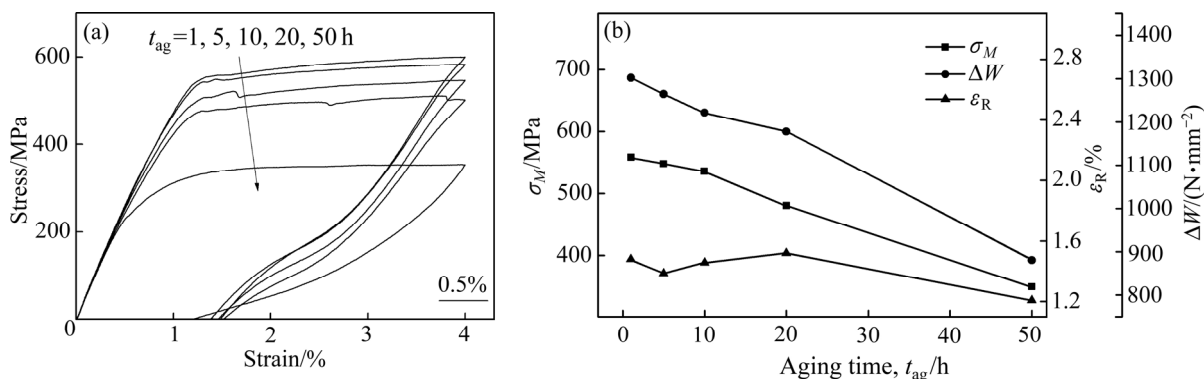 (a)
t_ag=1, 5, 10, 20, 50 h
600
400
200
0
Stress/MPa
0.5%
0 1 2 3 4
Strain/%
(b)
σ_M
ΔW
ε_R
700
600
500
400
σ_M/MPa
2.8
2.4
2.0
1.6
1.2
ε_R/%
1400
1300
1200
1100
1000
900
800
ΔW/(N•mm⁻²)
0 10 20 30 40 50
Aging time, t_ag/h